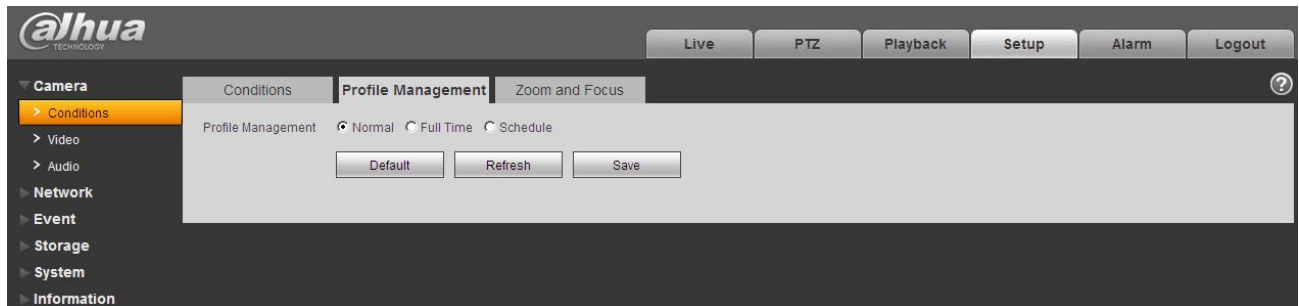 alhua
TECHNOLOGY
Live PTZ Playback Setup Alarm Logout
Camera
Conditions
Video
Audio
Network
Event
Storage
System
Information
Conditions Profile Management Zoom and Focus
?
Profile Management Normal Full Time Schedule
Default Refresh Save